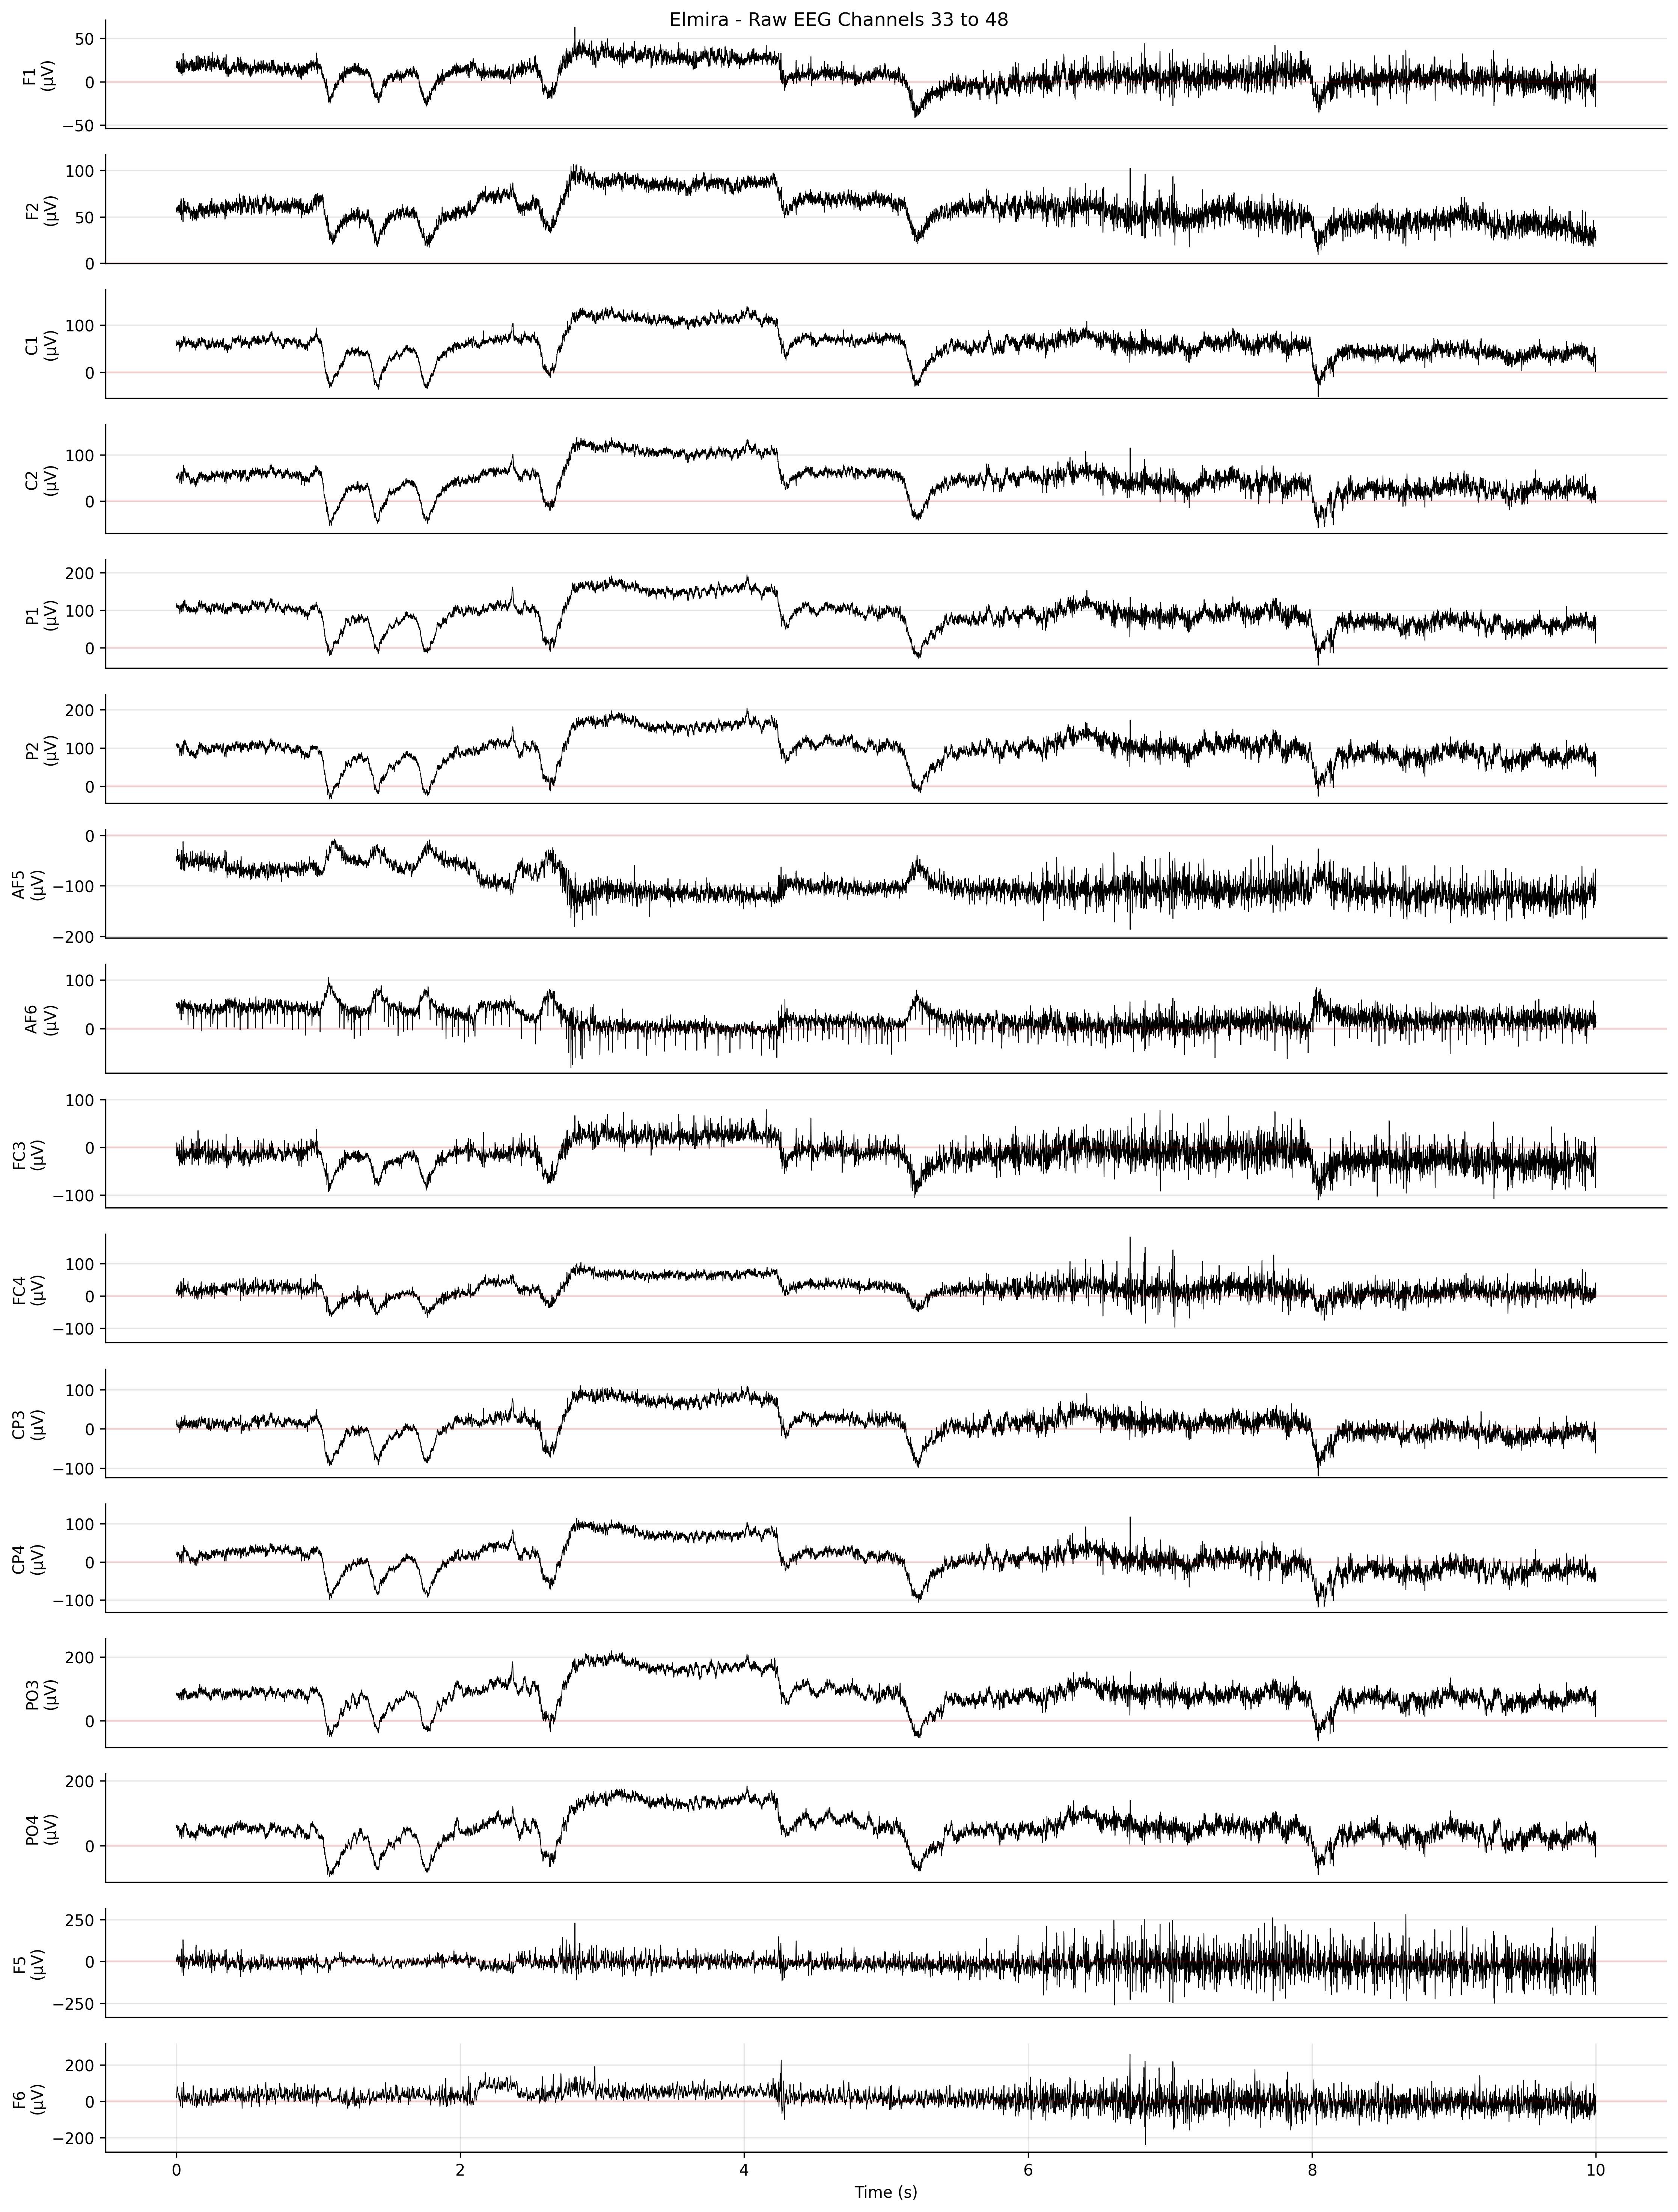 Elmira - Raw EEG Channels 33 to 48
F1 (µV)
50
0
−50
F2 (µV)
100
50
0
C1 (µV)
100
0
C2 (µV)
100
0
P1 (µV)
200
100
0
P2 (µV)
200
100
0
AF5 (µV)
0
−100
−200
AF6 (µV)
100
0
FC3 (µV)
100
0
−100
FC4 (µV)
100
0
−100
CP3 (µV)
100
0
−100
CP4 (µV)
100
0
−100
PO3 (µV)
200
0
PO4 (µV)
200
0
F5 (µV)
250
0
−250
F6 (µV)
200
0
−200
0 2 4 6 8 10
Time (s)